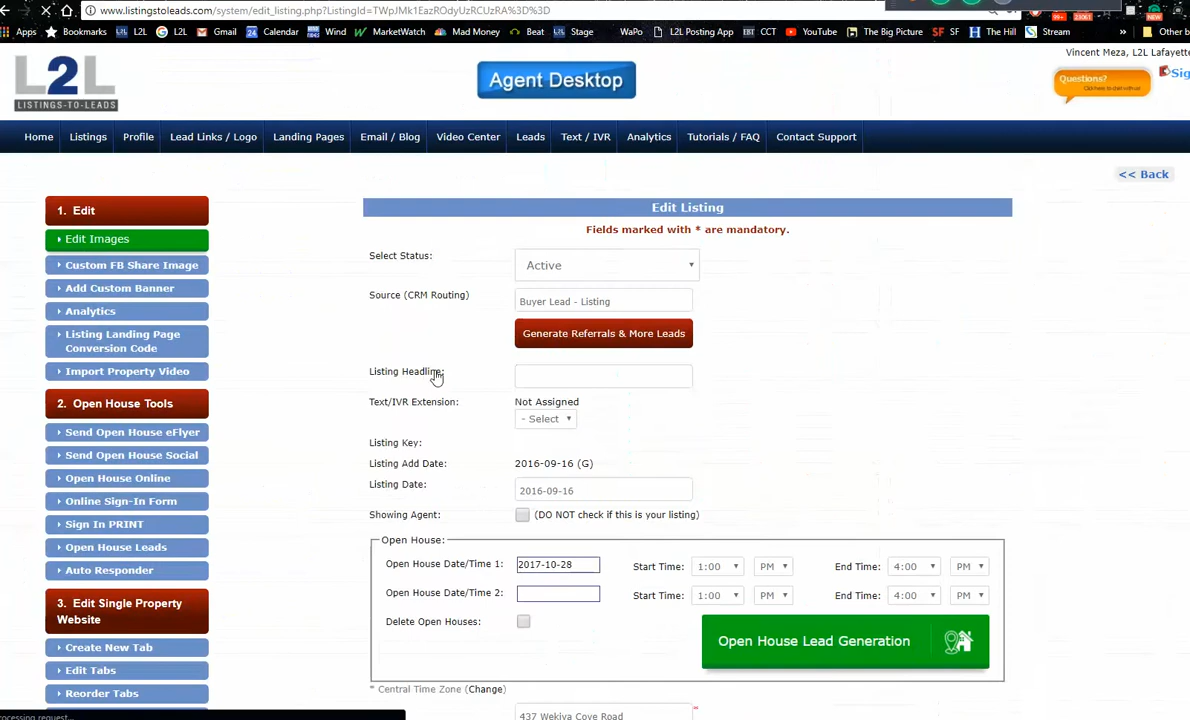 www.listingstoleads.com/system/edit_listing.php?ListingId=TWpJMk1EazROdyUzRCUzRA%3D%3D
Apps Bookmarks L2L L2L Gmail Calendar Wind MarketWatch Mad Money Beat Stage WaPo L2L Posting App CCT YouTube The Big Picture SF SF The Hill Stream » Other b
Vincent Meza, L2L Lafayette
L2L
LISTINGS-TO-LEADS
Agent Desktop
Questions?
Click here to chat with us!
Sig
Home Listings Profile Lead Links / Logo Landing Pages Email / Blog Video Center Leads Text / IVR Analytics Tutorials / FAQ Contact Support
<< Back
1. Edit
Edit Images
Custom FB Share Image
Add Custom Banner
Analytics
Listing Landing Page
Conversion Code
Import Property Video
2. Open House Tools
Send Open House eFlyer
Send Open House Social
Open House Online
Online Sign-In Form
Sign In PRINT
Open House Leads
Auto Responder
3. Edit Single Property
Website
Create New Tab
Edit Tabs
Reorder Tabs
Edit Listing
Fields marked with * are mandatory.
Select Status: Active
Source (CRM Routing) Buyer Lead - Listing
Generate Referrals & More Leads
Listing Headline:
Text/IVR Extension: Not Assigned
- Select
Listing Key:
Listing Add Date: 2016-09-16 (G)
Listing Date: 2016-09-16
Showing Agent: (DO NOT check if this is your listing)
Open House:
Open House Date/Time 1: 2017-10-28 Start Time: 1:00 PM End Time: 4:00 PM
Open House Date/Time 2: Start Time: 1:00 PM End Time: 4:00 PM
Delete Open Houses:
Open House Lead Generation
* Central Time Zone (Change)
437 Wekiva Cove Road *
rocessing request...